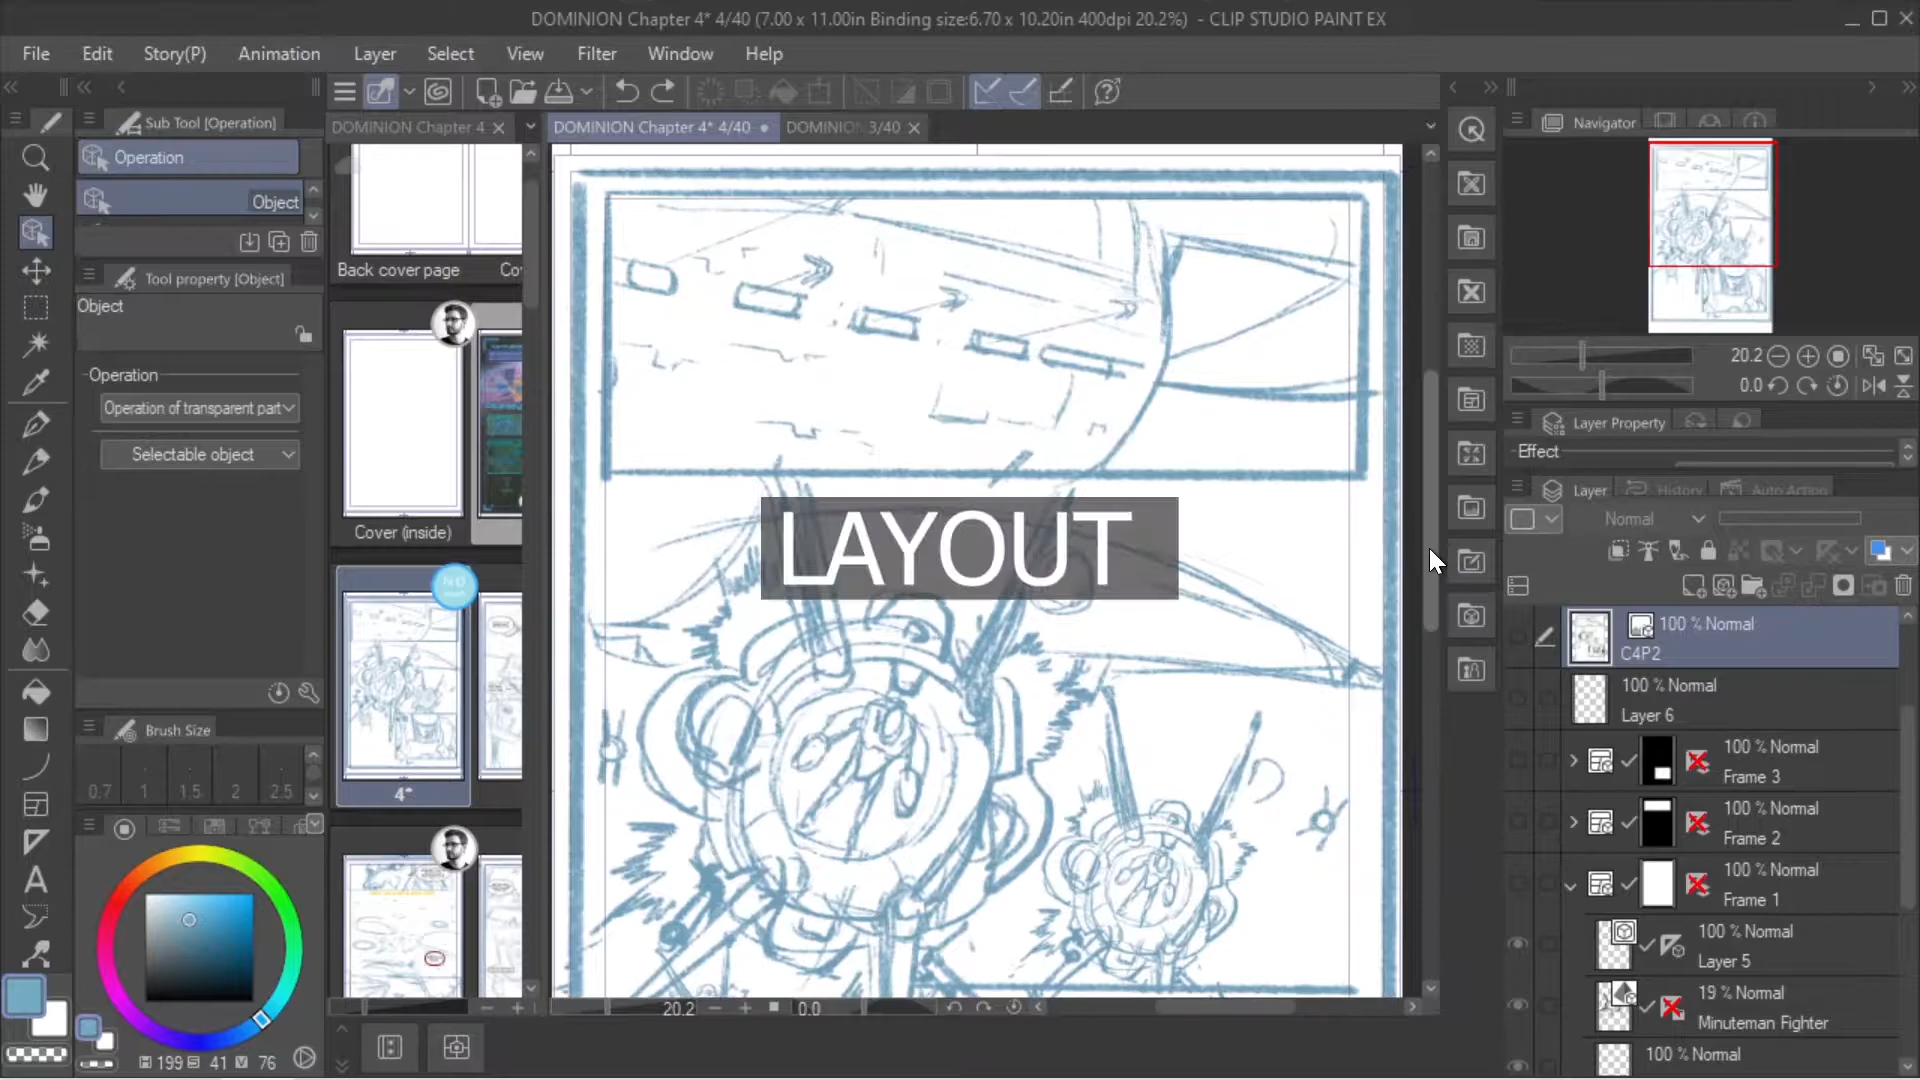 DOMINION Chapter 4* 4/40 (7.00 x 11.00in Binding size:6.70 x 10.20in 400dpi 20.2%) - CLIP STUDIO PAINT EX
File Edit Story(P) Animation Layer Select View Filter Window Help
Sub Tool [Operation]
Operation
Object
Tool property [Object]
Object
Operation
Operation of transparent part
Selectable object
Brush Size
0.7 1 1.5 2 2.5
199 41 76
DOMINION Chapter 4
Back cover page
Cov
Cover (inside)
4*
DOMINION Chapter 4* 4/40
DOMINION 3/40
LAYOUT
20.2
0.0
Navigator
20.2
0.0
Layer Property
Effect
Layer
History
Auto Action
Normal
100 % Normal
C4P2
100 % Normal
Layer 6
100 % Normal
Frame 3
100 % Normal
Frame 2
100 % Normal
Frame 1
100 % Normal
Layer 5
19 % Normal
Minuteman Fighter
100 % Normal